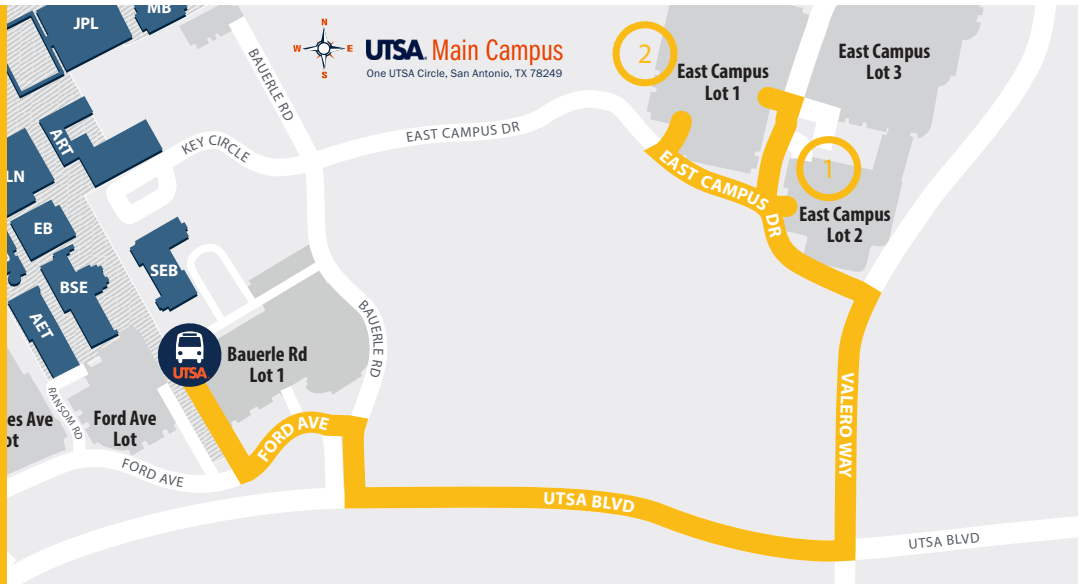 JPL
MB
N
W
E
S
UTSA Main Campus
One UTSA Circle, San Antonio, TX 78249
2
East Campus
Lot 1
East Campus
Lot 3
BAUERLE RD
EAST CAMPUS DR
KEY CIRCLE
ART
LN
EAST CAMPUS DR
1
East Campus
Lot 2
EB
SEB
BSE
AET
UTSA
Bauerle Rd
Lot 1
BAUERLE RD
VALERO WAY
RANSOM RD
es Ave
ot
Ford Ave
Lot
FORD AVE
FORD AVE
UTSA BLVD
UTSA BLVD